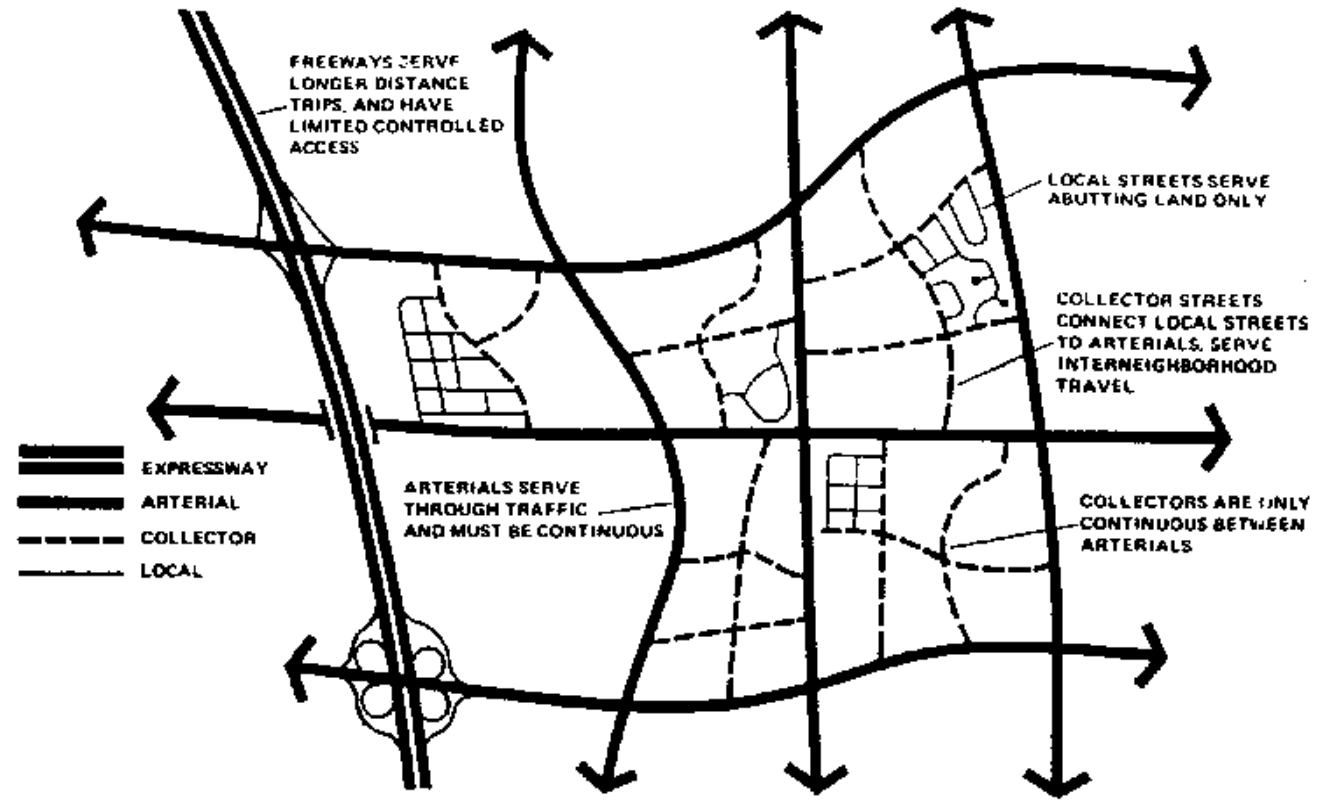 FREEWAYS SERVE
LONGER DISTANCE
TRIPS, AND HAVE
LIMITED CONTROLLED
ACCESS
LOCAL STREETS SERVE
ABUTTING LAND ONLY
COLLECTOR STREETS
CONNECT LOCAL STREETS
TO ARTERIALS, SERVE
INTERNEIGHBORHOOD
TRAVEL
EXPRESSWAY
ARTERIAL
COLLECTOR
LOCAL
ARTERIALS SERVE
THROUGH TRAFFIC
AND MUST BE CONTINUOUS
COLLECTORS ARE ONLY
CONTINUOUS BETWEEN
ARTERIALS